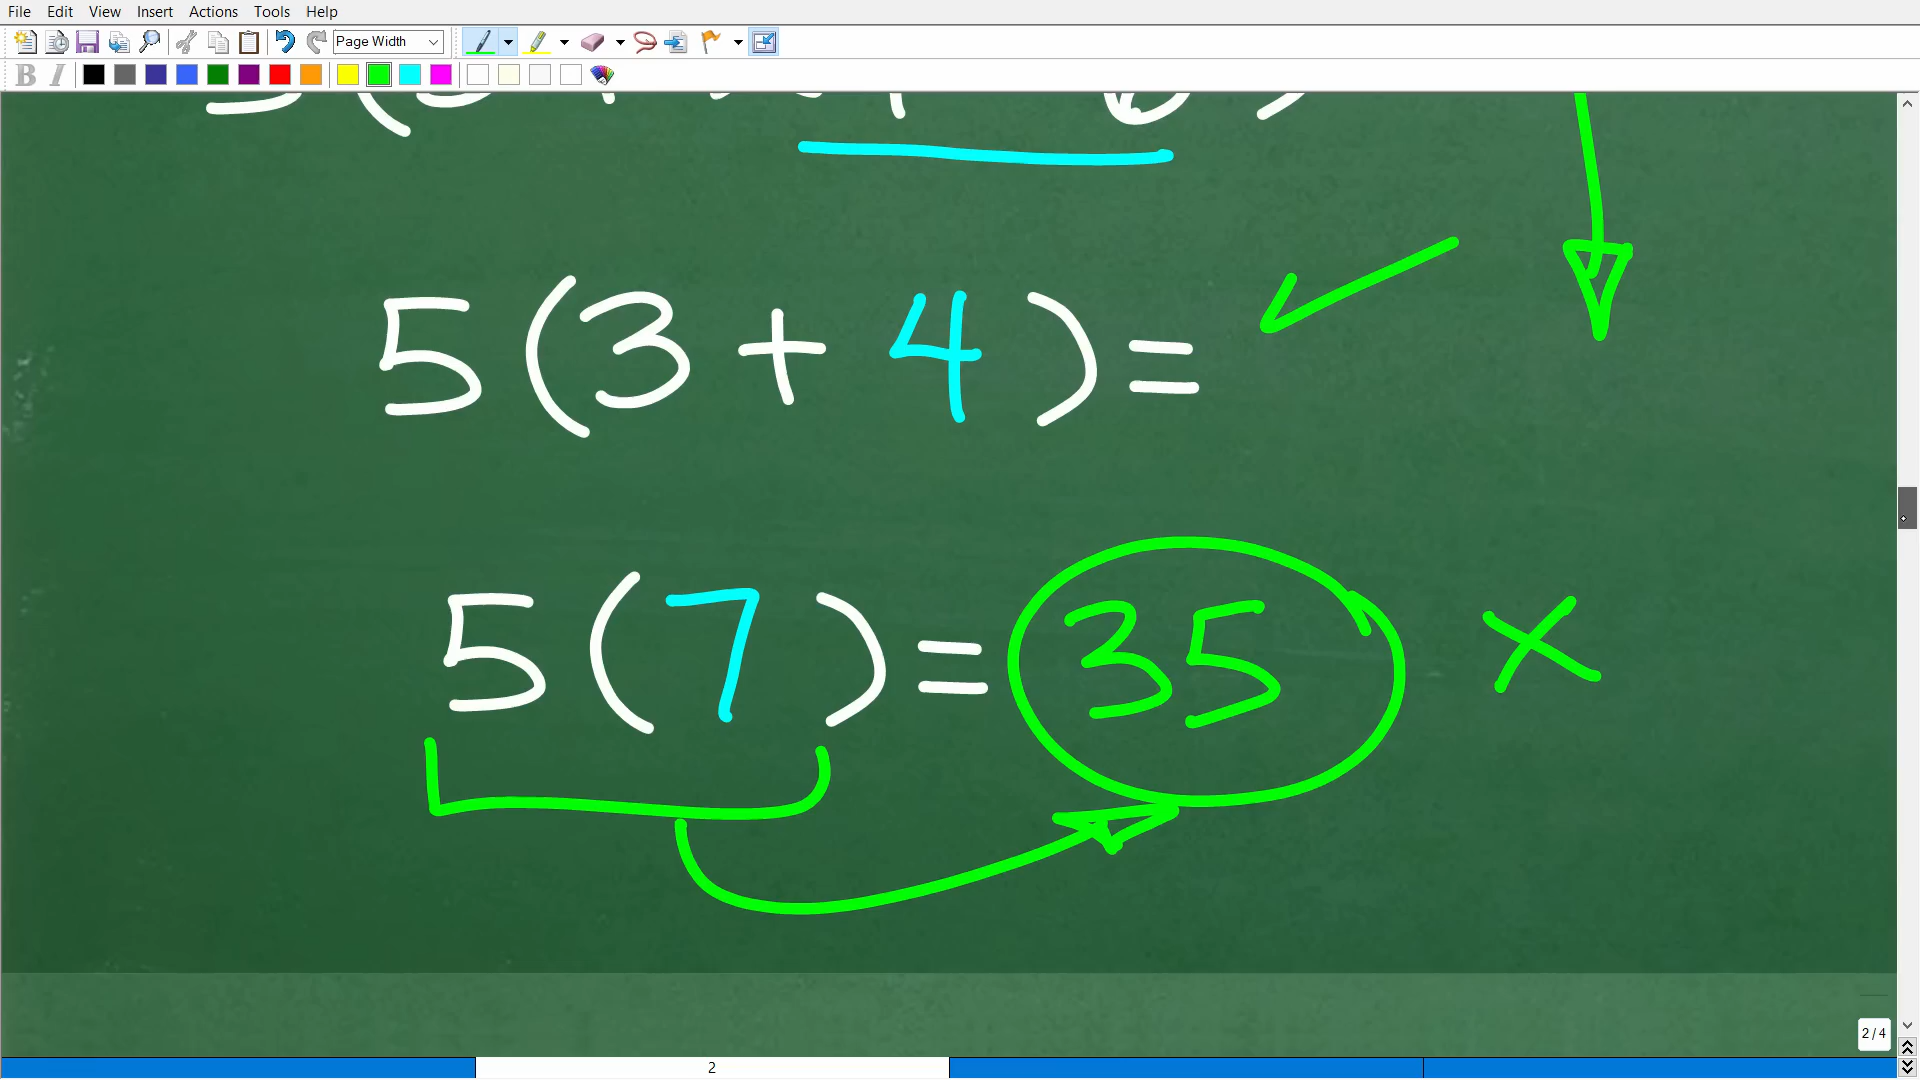 File Edit View Insert Actions Tools Help
Page Width
B I
5(3+4)=
5(7)=35 ×
2/4
2